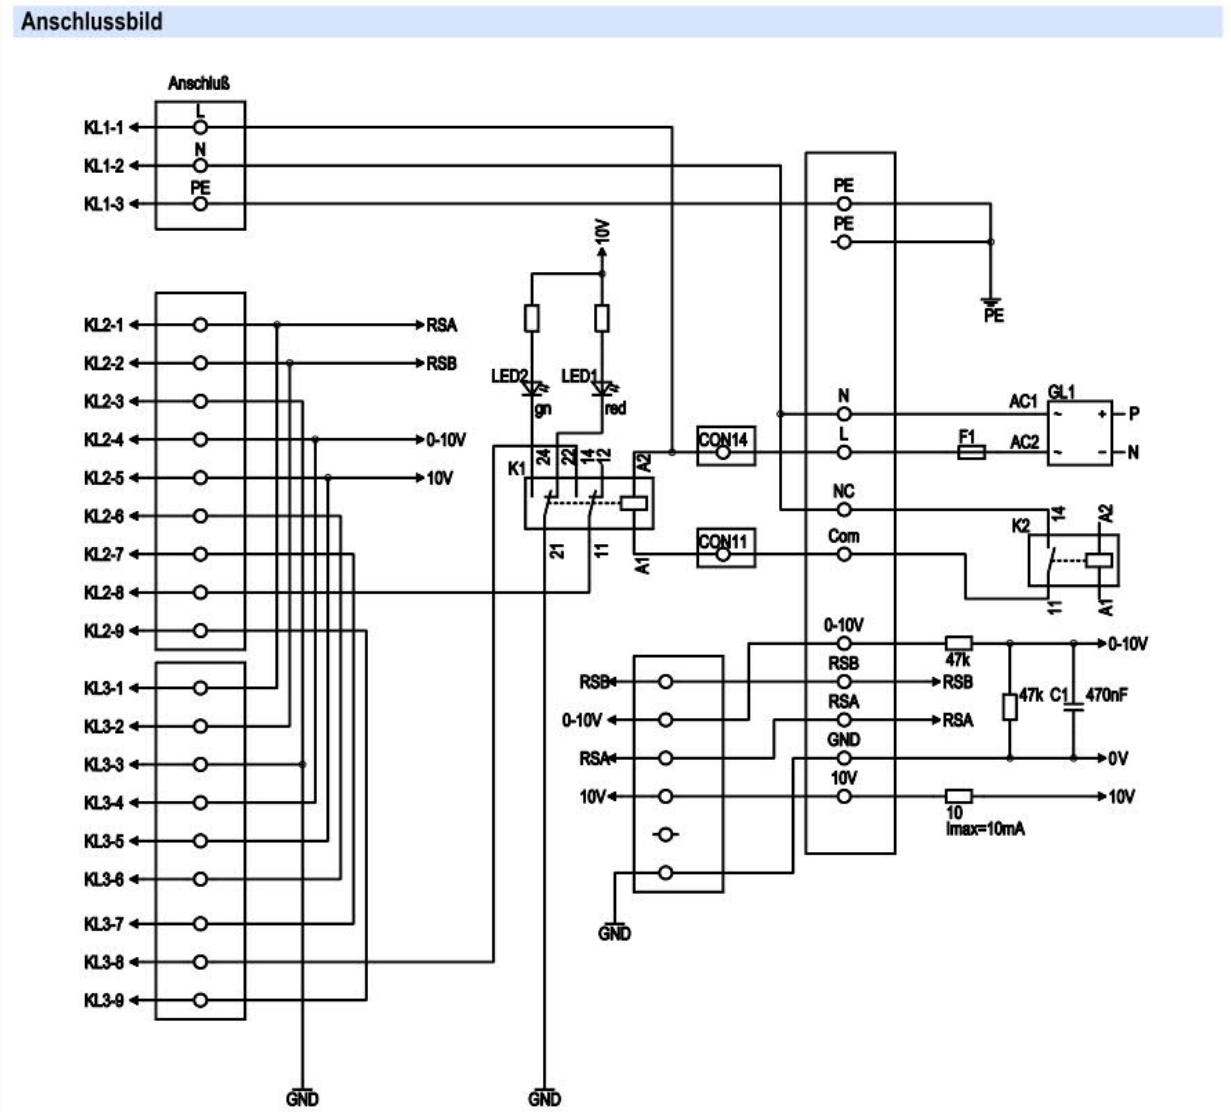 Anschlussbild
Anschluß
L
KL1-1
N
KL1-2
PE
KL1-3
PE
PE
PE
10V
KL2-1
RSA
KL2-2
RSB
KL2-3
KL2-4
0-10V
KL2-5
10V
KL2-6
KL2-7
KL2-8
KL2-9
LED2
gn
LED1
red
K1
24
22
14
12
A2
21
11
A1
CON14
CON11
N
L
NC
Com
AC1
AC2
F1
GL1
~
+
P
~
-
N
K2
14
A2
11
A1
0-10V
RSB
RSA
GND
10V
47k
0-10V
RSB
RSA
47k
C1
470nF
0V
10
Imax=10mA
10V
RSB
0-10V
RSA
10V
GND
KL3-1
KL3-2
KL3-3
KL3-4
KL3-5
KL3-6
KL3-7
KL3-8
KL3-9
GND
GND